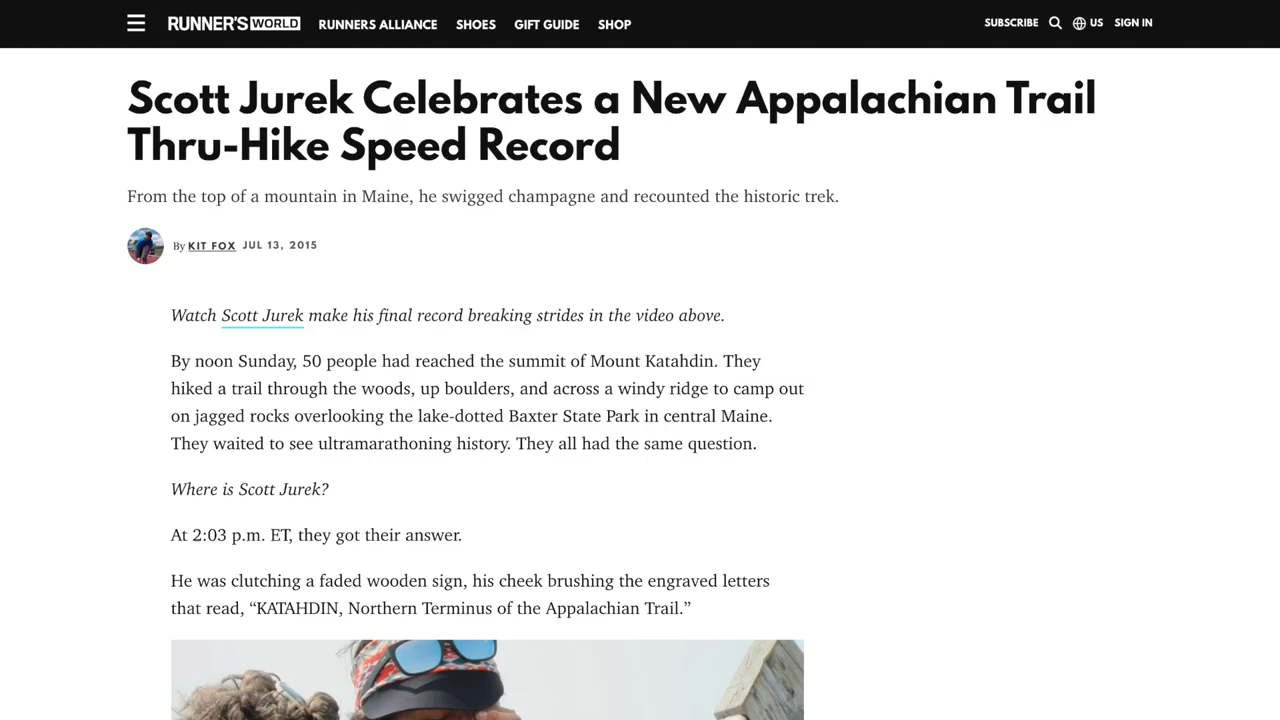 RUNNER'S WORLD RUNNERS ALLIANCE SHOES GIFT GUIDE SHOP SUBSCRIBE US SIGN IN
Scott Jurek Celebrates a New Appalachian Trail
Thru-Hike Speed Record
From the top of a mountain in Maine, he swigged champagne and recounted the historic trek.
By KIT FOX JUL 13, 2015
Watch Scott Jurek make his final record breaking strides in the video above.
By noon Sunday, 50 people had reached the summit of Mount Katahdin. They
hiked a trail through the woods, up boulders, and across a windy ridge to camp out
on jagged rocks overlooking the lake-dotted Baxter State Park in central Maine.
They waited to see ultramarathoning history. They all had the same question.
Where is Scott Jurek?
At 2:03 p.m. ET, they got their answer.
He was clutching a faded wooden sign, his cheek brushing the engraved letters
that read, “KATAHDIN, Northern Terminus of the Appalachian Trail.”